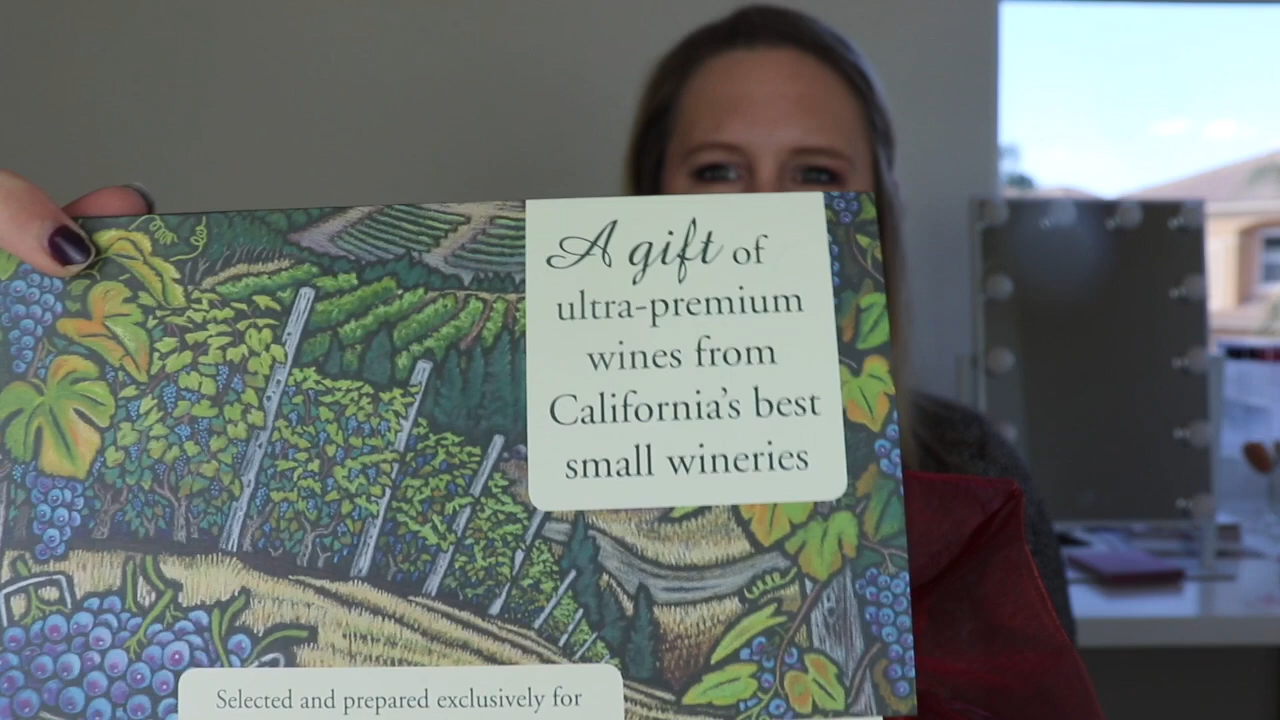 A gift of
ultra-premium
wines from
California's best
small wineries
Selected and prepared exclusively for